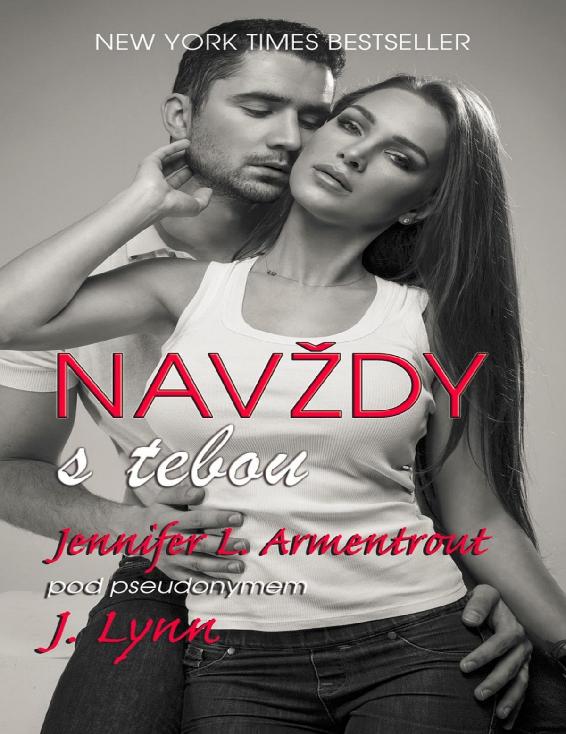 NEW YORK TIMES BESTSELLER
NAVŽDY
s tebou
Jennifer L. Armentrout
pod pseudonymem
J. Lynn